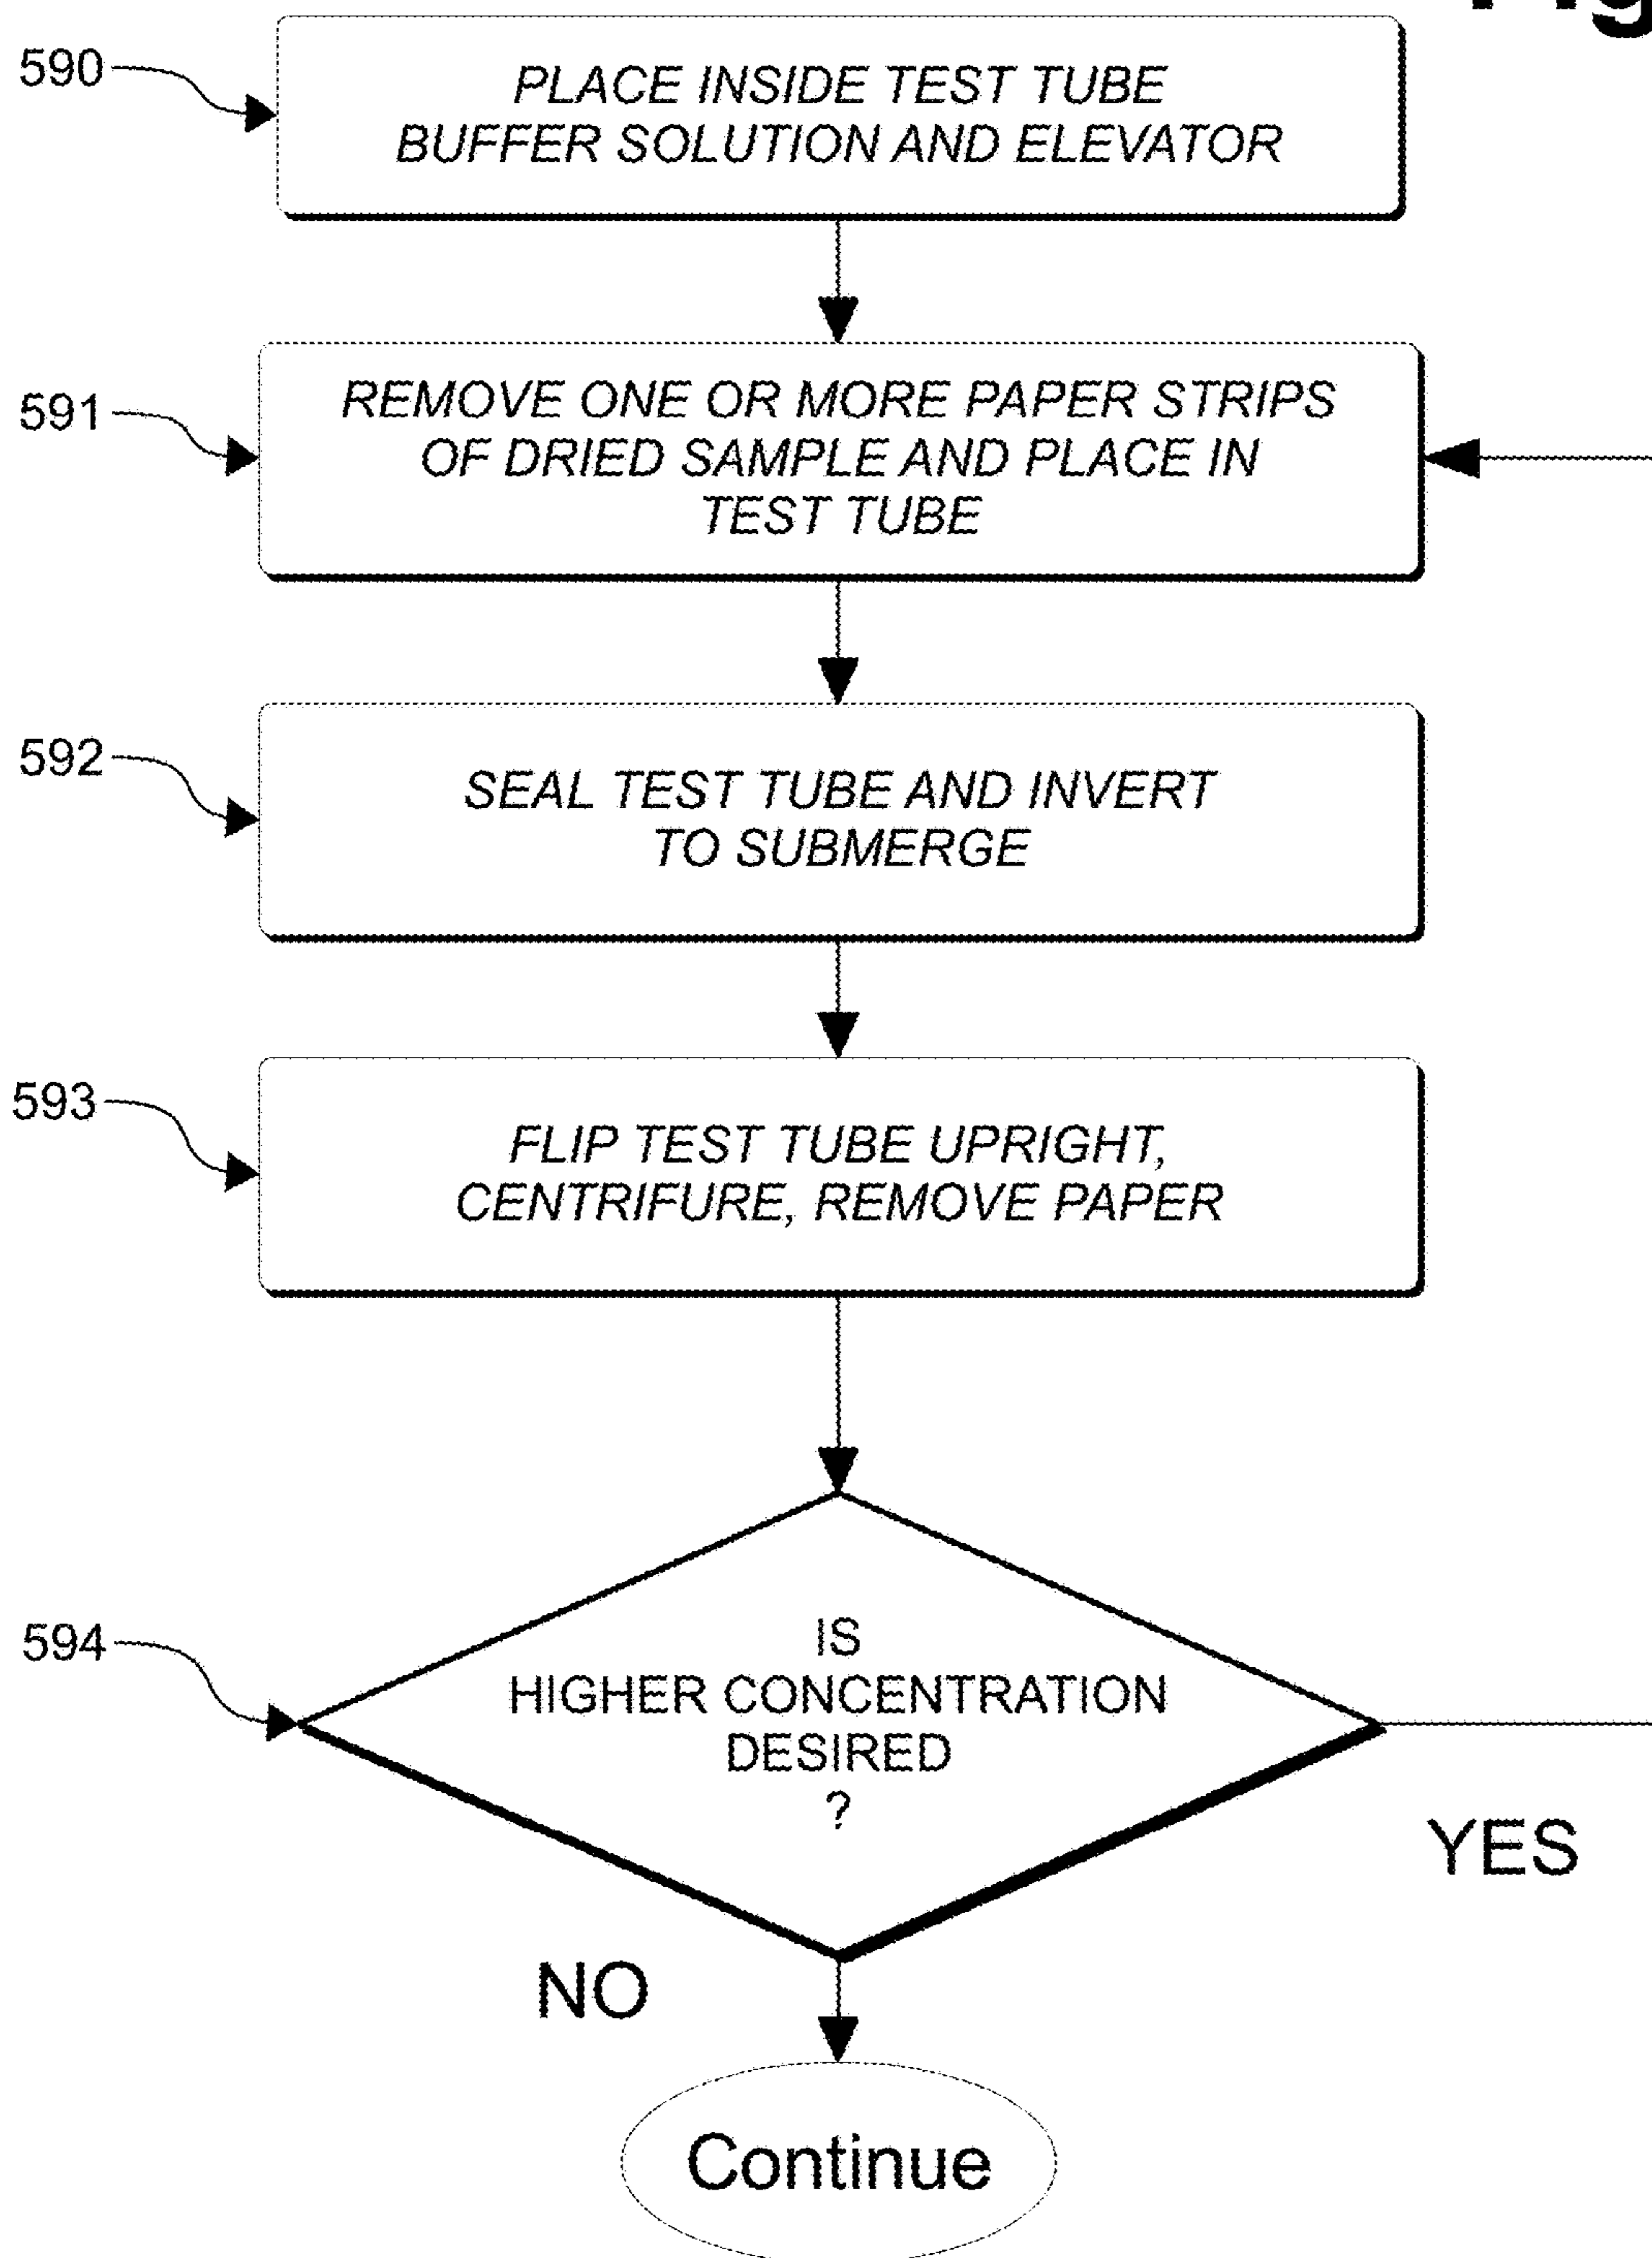 590
PLACE INSIDE TEST TUBE
BUFFER SOLUTION AND ELEVATOR
591
REMOVE ONE OR MORE PAPER STRIPS
OF DRIED SAMPLE AND PLACE IN
TEST TUBE
592
SEAL TEST TUBE AND INVERT
TO SUBMERGE
593
FLIP TEST TUBE UPRIGHT,
CENTRIFURE, REMOVE PAPER
594
IS
HIGHER CONCENTRATION
DESIRED
?
YES
NO
Continue